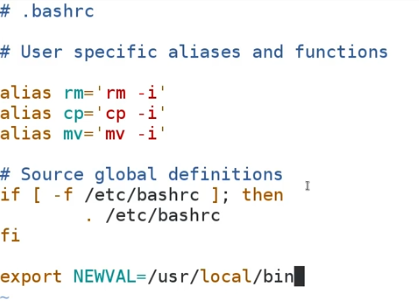 # .bashrc
# User specific aliases and functions
alias rm='rm -i'
alias cp='cp -i'
alias mv='mv -i'
# Source global definitions
if [ -f /etc/bashrc ]; then
        . /etc/bashrc
fi
export NEWVAL=/usr/local/bin
~